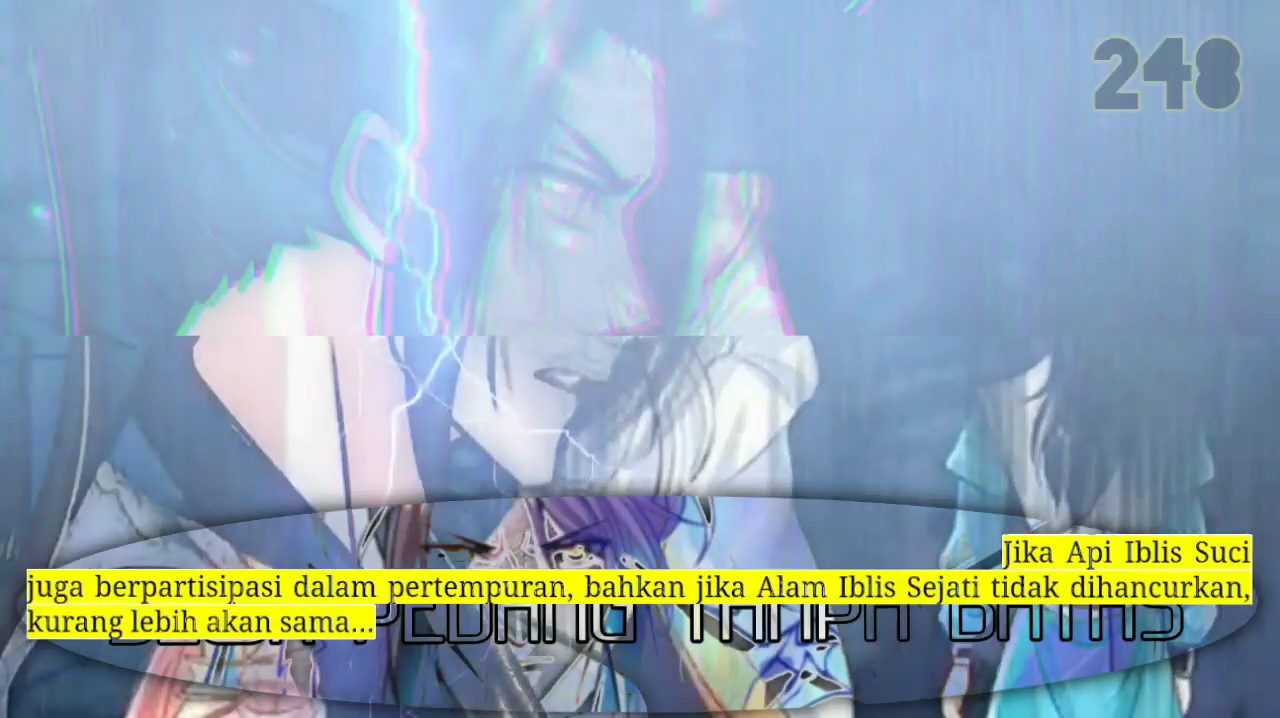 248
Jika Api Iblis Suci
juga berpartisipasi dalam pertempuran, bahkan jika Alam Iblis Sejati tidak dihancurkan,
kurang lebih akan sama...
PEDANG TANPA BATAS